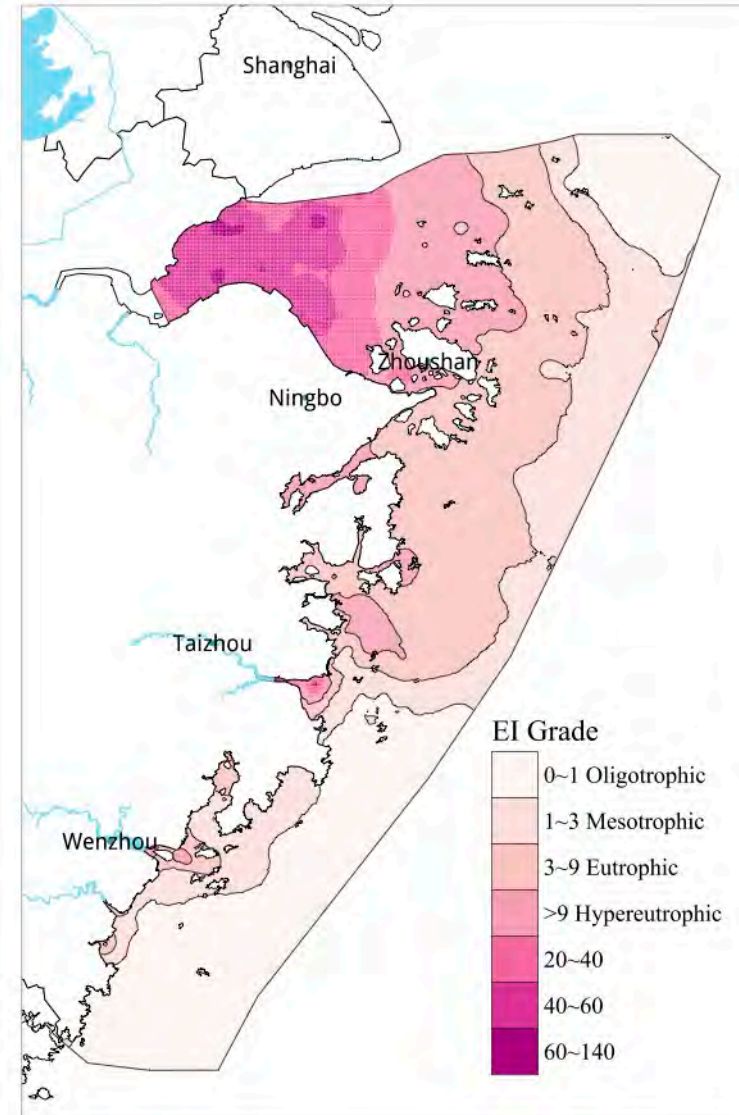 Shanghai
Zhoushan
Ningbo
Taizhou
Wenzhou
EI Grade
0~1 Oligotrophic
1~3 Mesotrophic
3~9 Eutrophic
>9 Hypereutrophic
20~40
40~60
60~140